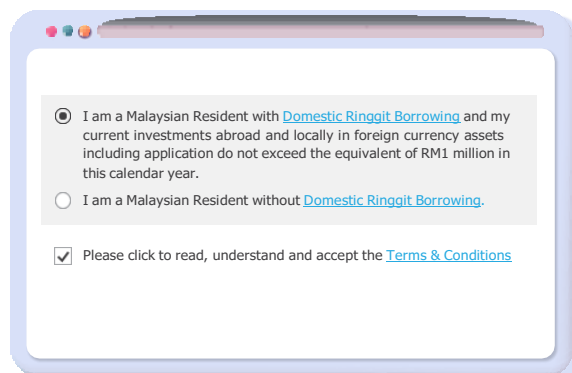 I am a Malaysian Resident with Domestic Ringgit Borrowing and my
current investments abroad and locally in foreign currency assets
including application do not exceed the equivalent of RM1 million in
this calendar year.
I am a Malaysian Resident without Domestic Ringgit Borrowing.
Please click to read, understand and accept the Terms & Conditions